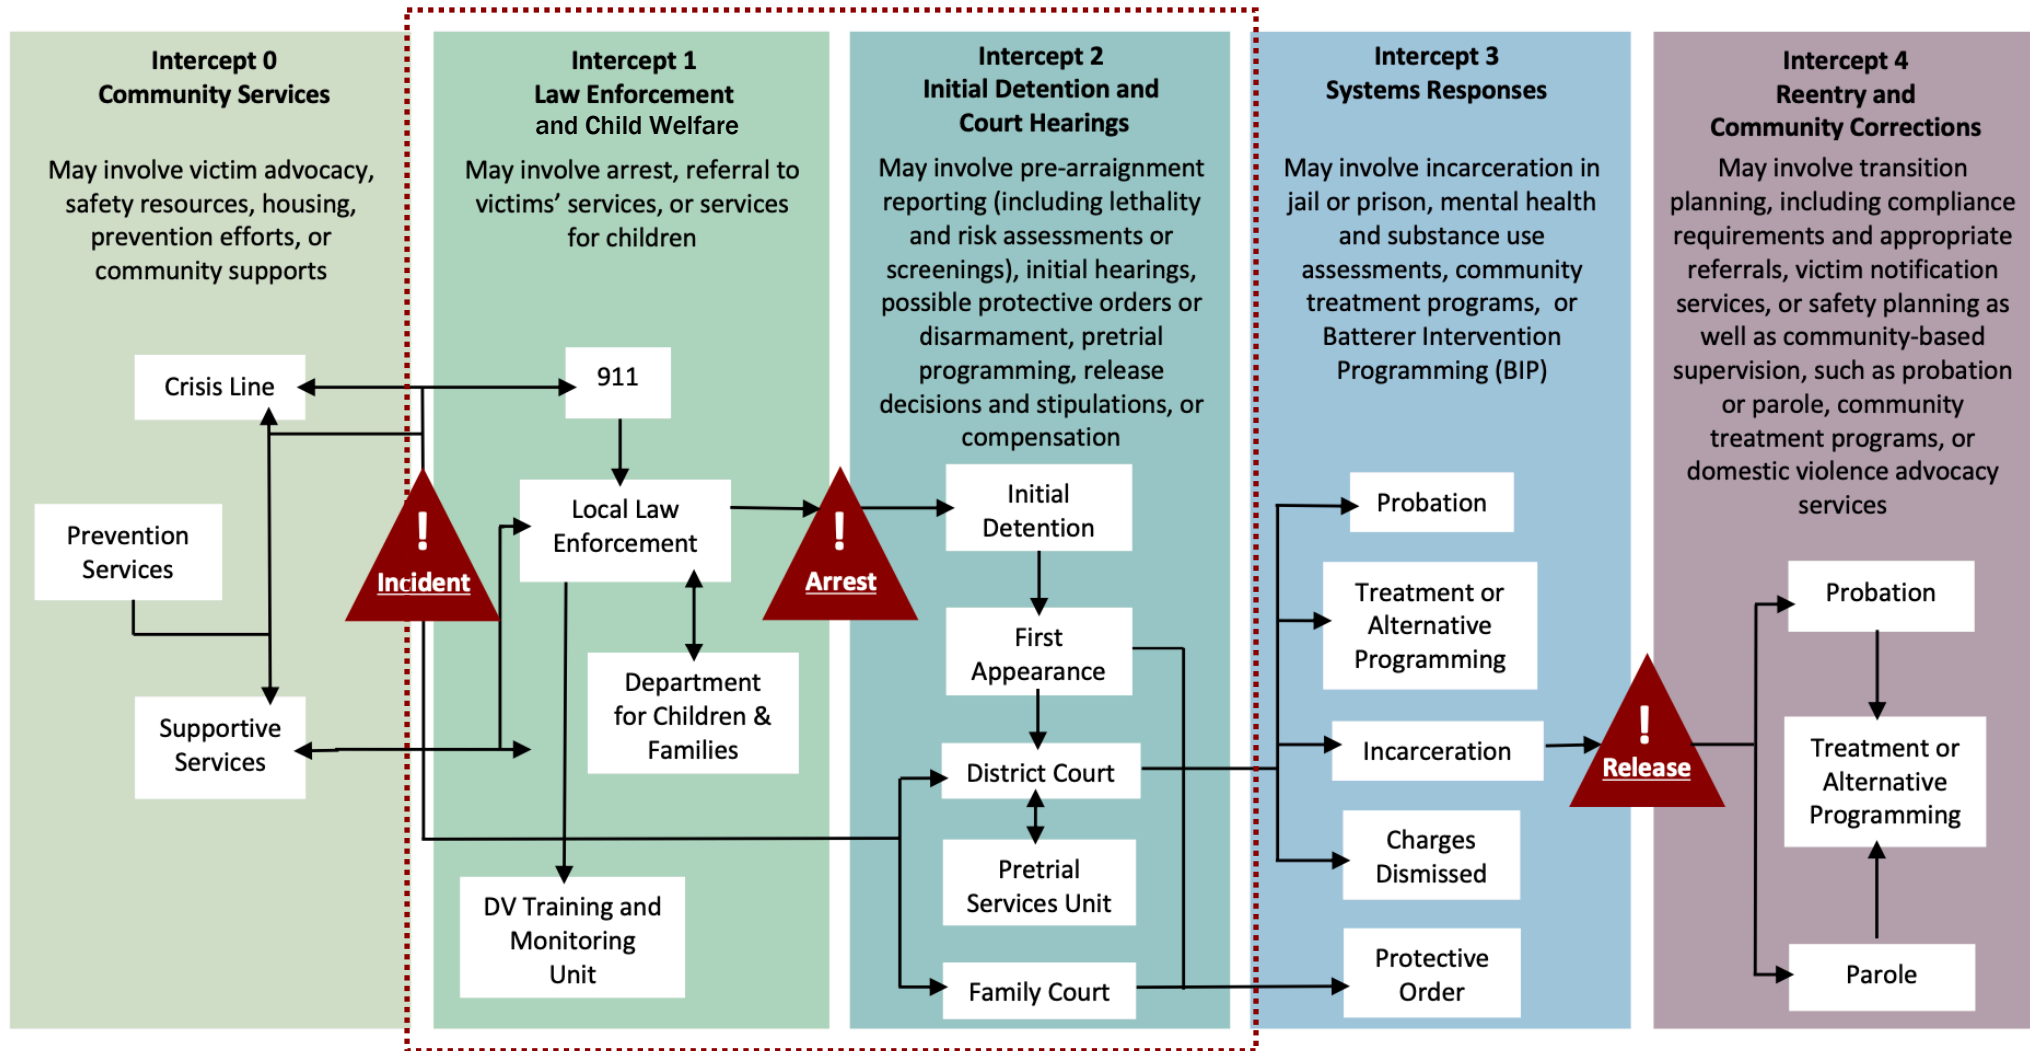 Intercept 0
Community Services
May involve victim advocacy,
safety resources, housing,
prevention efforts, or
community supports
Crisis Line
Prevention
Services
Supportive
Services
!
Incident
Intercept 1
Law Enforcement
and Child Welfare
May involve arrest, referral to
victims’ services, or services
for children
911
Local Law
Enforcement
Department
for Children &
Families
DV Training and
Monitoring
Unit
!
Arrest
Intercept 2
Initial Detention and
Court Hearings
May involve pre-arraignment
reporting (including lethality
and risk assessments or
screenings), initial hearings,
possible protective orders or
disarmament, pretrial
programming, release
decisions and stipulations, or
compensation
Initial
Detention
First
Appearance
District Court
Pretrial
Services Unit
Family Court
Intercept 3
Systems Responses
May involve incarceration in
jail or prison, mental health
and substance use
assessments, community
treatment programs, or
Batterer Intervention
Programming (BIP)
Probation
Treatment or
Alternative
Programming
Incarceration
Charges
Dismissed
Protective
Order
!
Release
Intercept 4
Reentry and
Community Corrections
May involve transition
planning, including compliance
requirements and appropriate
referrals, victim notification
services, or safety planning as
well as community-based
supervision, such as probation
or parole, community
treatment programs, or
domestic violence advocacy
services
Probation
Treatment or
Alternative
Programming
Parole